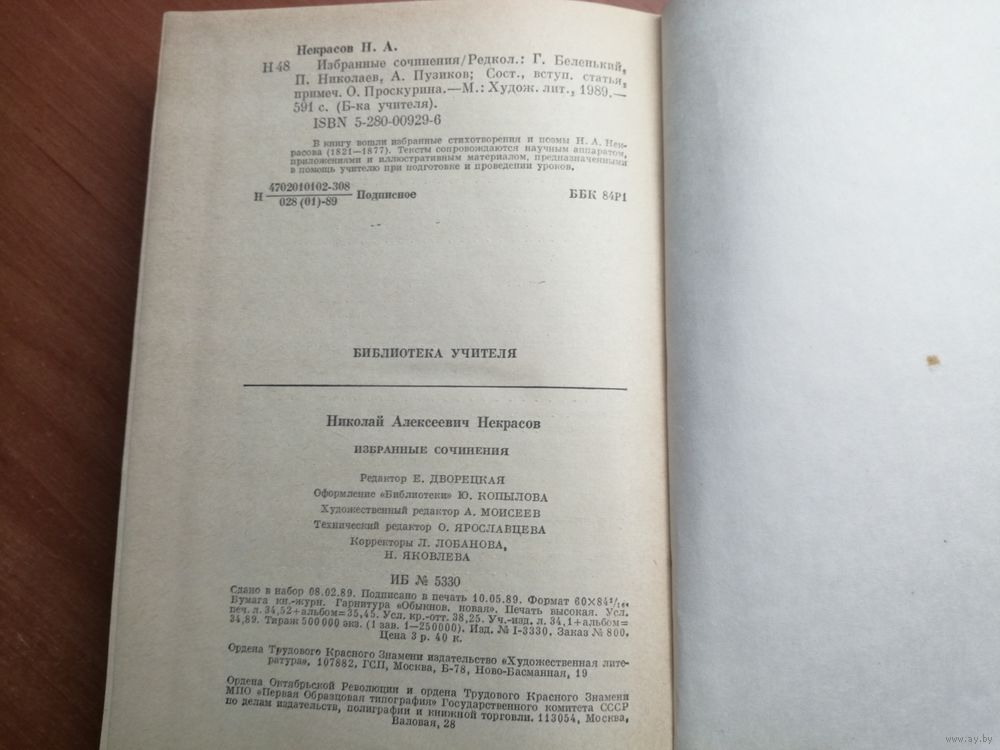 Некрасов Н. А.
Н48 Избранные сочинения/Редкол.: Г. Беленький,
П. Николаев, А. Пузиков; Сост., вступ. статья,
примеч. О. Проскурина.—М.: Худож. лит., 1989.—
591 с. (Б-ка учителя).
ISBN 5-280-00929-6
В книгу вошли избранные стихотворения и поэмы Н. А. Нек-
расова (1821—1877). Тексты сопровождаются научным аппаратом,
приложениями и иллюстративным материалом, предназначенными
в помощь учителю при подготовке и проведении уроков.
4702010102-308
Н Подписное ББК 84Р1
028 (01)-89
БИБЛИОТЕКА УЧИТЕЛЯ
Николай Алексеевич Некрасов
ИЗБРАННЫЕ СОЧИНЕНИЯ
Редактор Е. ДВОРЕЦКАЯ
Оформление «Библиотеки» Ю. КОПЫЛОВА
Художественный редактор А. МОИСЕЕВ
Технический редактор О. ЯРОСЛАВЦЕВА
Корректоры Л. ЛОБАНОВА,
Н. ЯКОВЛЕВА
ИБ № 5330
Сдано в набор 08.02.89. Подписано в печать 10.05.89. Формат 60×84¹/₁₆.
Бумага кн.-журн. Гарнитура «Обыкнов. новая». Печать высокая. Усл.
печ. л. 34,52+альбом=35,45. Усл. кр.-отт. 38,25. Уч.-изд. л. 34,1+альбом=
34,89. Тираж 500 000 экз. (1 зав. 1—250000). Изд. № I-3330. Заказ № 800.
Цена 3 р. 40 к.
Ордена Трудового Красного Знамени издательство «Художественная лите-
ратура», 107882, ГСП, Москва, Б-78, Ново-Басманная, 19
Ордена Октябрьской Революции и ордена Трудового Красного Знамени
МПО «Первая Образцовая типография» Государственного комитета СССР
по делам издательств, полиграфии и книжной торговли. 113054, Москва,
Валовая, 28
www.ay.by